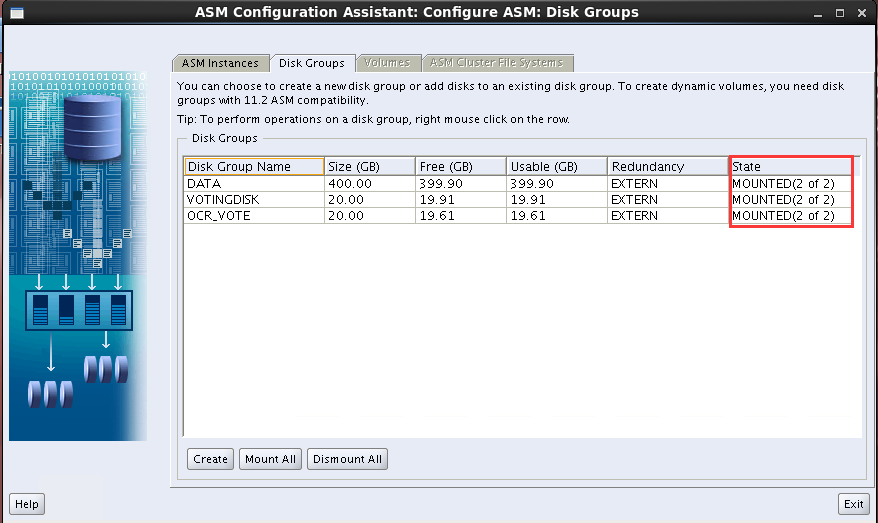 ASM Configuration Assistant: Configure ASM: Disk Groups
ASM Instances Disk Groups Volumes ASM Cluster File Systems
You can choose to create a new disk group or add disks to an existing disk group. To create dynamic volumes, you need disk
groups with 11.2 ASM compatibility.
Tip: To perform operations on a disk group, right mouse click on the row.
Disk Groups
Disk Group Name Size (GB) Free (GB) Usable (GB) Redundancy State
DATA 400.00 399.90 399.90 EXTERN MOUNTED(2 of 2)
VOTINGDISK 20.00 19.91 19.91 EXTERN MOUNTED(2 of 2)
OCR_VOTE 20.00 19.61 19.61 EXTERN MOUNTED(2 of 2)
Create Mount All Dismount All
Help Exit